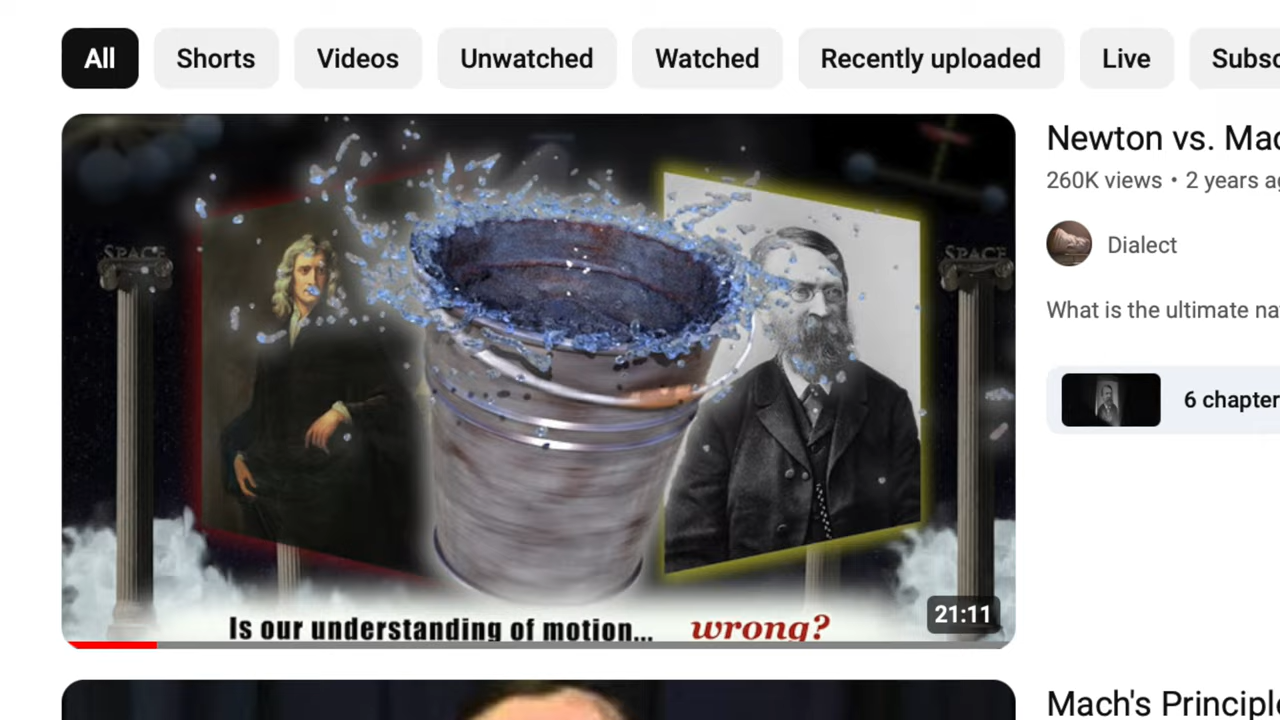 All Shorts Videos Unwatched Watched Recently uploaded Live Subsc
SPACE SPACE
Is our understanding of motion... wrong?
21:11
Newton vs. Mac
260K views • 2 years ag
Dialect
What is the ultimate na
6 chapter
Mach's Principle